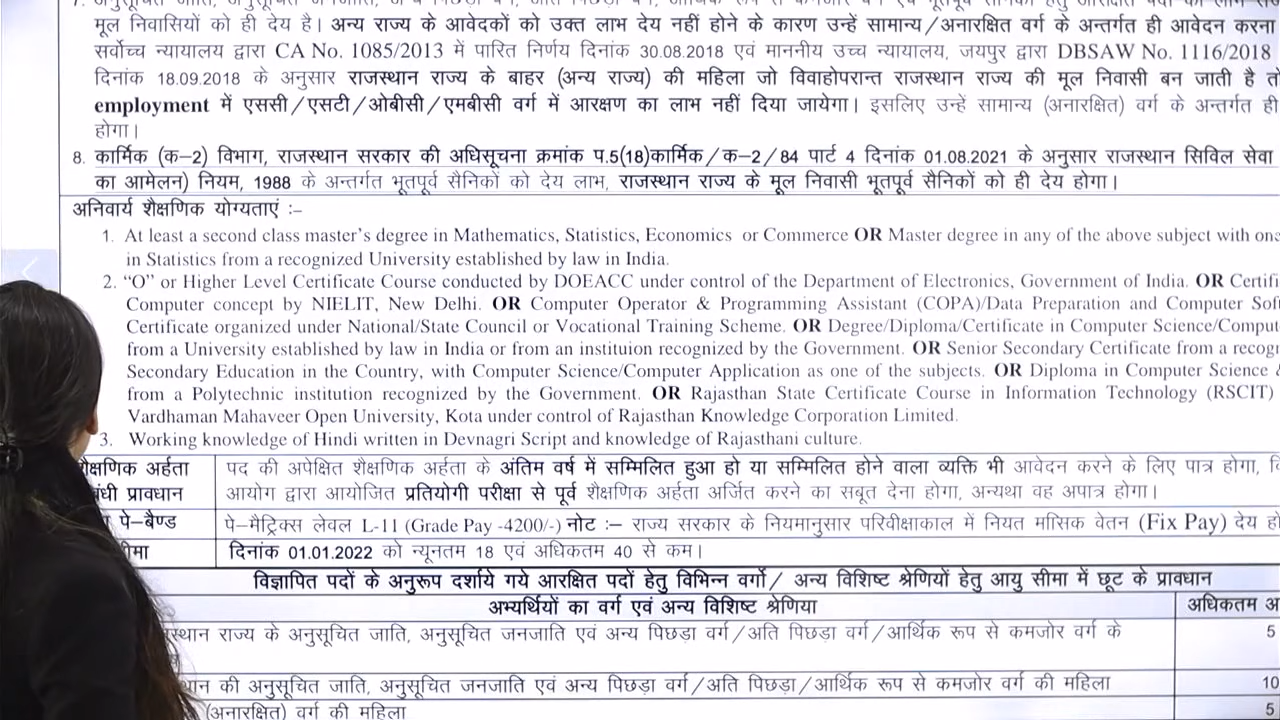 मूल निवासियों को ही देय है। अन्य राज्य के आवेदकों को उक्त लाभ देय नहीं होने के कारण उन्हें सामान्य/अनारक्षित वर्ग के अन्तर्गत ही आवेदन करना
सर्वोच्च न्यायालय द्वारा CA No. 1085/2013 में पारित निर्णय दिनांक 30.08.2018 एवं माननीय उच्च न्यायालय, जयपुर द्वारा DBSAW No. 1116/2018
दिनांक 18.09.2018 के अनुसार राजस्थान राज्य के बाहर (अन्य राज्य) की महिला जो विवाहोपरान्त राजस्थान राज्य की मूल निवासी बन जाती है तो
employment में एससी/एसटी/ओबीसी/एमबीसी वर्ग में आरक्षण का लाभ नहीं दिया जायेगा। इसलिए उन्हें सामान्य (अनारक्षित) वर्ग के अन्तर्गत ही
होगा।
8. कार्मिक (क–2) विभाग, राजस्थान सरकार की अधिसूचना क्रमांक प.5(18)कार्मिक/क–2/84 पार्ट 4 दिनांक 01.08.2021 के अनुसार राजस्थान सिविल सेवा
का आमेलन) नियम, 1988 के अन्तर्गत भूतपूर्व सैनिकों को देय लाभ, राजस्थान राज्य के मूल निवासी भूतपूर्व सैनिकों को ही देय होगा।
अनिवार्य शैक्षणिक योग्यताएं :–
1. At least a second class master's degree in Mathematics, Statistics, Economics or Commerce OR Master degree in any of the above subject with one
in Statistics from a recognized University established by law in India.
2. “O” or Higher Level Certificate Course conducted by DOEACC under control of the Department of Electronics, Government of India. OR Certifi
Computer concept by NIELIT, New Delhi. OR Computer Operator & Programming Assistant (COPA)/Data Preparation and Computer Sof
Certificate organized under National/State Council or Vocational Training Scheme. OR Degree/Diploma/Certificate in Computer Science/Comput
from a University established by law in India or from an instituion recognized by the Government. OR Senior Secondary Certificate from a recog
Secondary Education in the Country, with Computer Science/Computer Application as one of the subjects. OR Diploma in Computer Science &
from a Polytechnic institution recognized by the Government. OR Rajasthan State Certificate Course in Information Technology (RSCIT)
Vardhaman Mahaveer Open University, Kota under control of Rajasthan Knowledge Corporation Limited.
3. Working knowledge of Hindi written in Devnagri Script and knowledge of Rajasthani culture.
शैक्षणिक अर्हता पद की अपेक्षित शैक्षणिक अर्हता के अंतिम वर्ष में सम्मिलित हुआ हो या सम्मिलित होने वाला व्यक्ति भी आवेदन करने के लिए पात्र होगा,
बंधी प्रावधान आयोग द्वारा आयोजित प्रतियोगी परीक्षा से पूर्व शैक्षणिक अर्हता अर्जित करने का सबूत देना होगा, अन्यथा वह अपात्र होगा।
पे–बैण्ड पे–मैट्रिक्स लेवल L-11 (Grade Pay -4200/-) नोट :– राज्य सरकार के नियमानुसार परिवीक्षाकाल में नियत मासिक वेतन (Fix Pay) देय हो
ीमा दिनांक 01.01.2022 को न्यूनतम 18 एवं अधिकतम 40 से कम।
विज्ञापित पदों के अनुरूप दर्शाये गये आरक्षित पदों हेतु विभिन्न वर्गो/ अन्य विशिष्ट श्रेणियों हेतु आयु सीमा में छूट के प्रावधान
अभ्यर्थियों का वर्ग एवं अन्य विशिष्ट श्रेणिया अधिकतम अ
स्थान राज्य के अनुसूचित जाति, अनुसूचित जनजाति एवं अन्य पिछड़ा वर्ग/अति पिछड़ा वर्ग/आर्थिक रूप से कमजोर वर्ग के 5
ान की अनुसूचित जाति, अनुसूचित जनजाति एवं अन्य पिछड़ा वर्ग/अति पिछड़ा/आर्थिक रूप से कमजोर वर्ग की महिला 10
(अनारक्षित) वर्ग की महिला 5